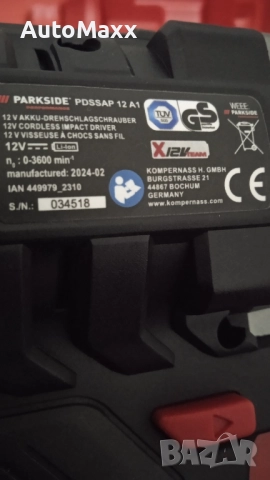 AutoMaxx
/// PARKSIDE® PDSSAP 12 A1
12 V AKKU-DREHSCHLAGSCHRAUBER
12V CORDLESS IMPACT DRIVER
12 V VISSEUSE À CHOCS SANS FIL
12V Li-Ion
n₀ : 0-3600 min⁻¹
manufactured: 2024-02
IAN 449979_2310
S./N.: 034518
TÜV
GS
WEEE-
X12V TEAM
KOMPERNASS H. GMBH
BURGSTRASSE 21
44867 BOCHUM
GERMANY
www.kompernass.com
CE
BAZAR